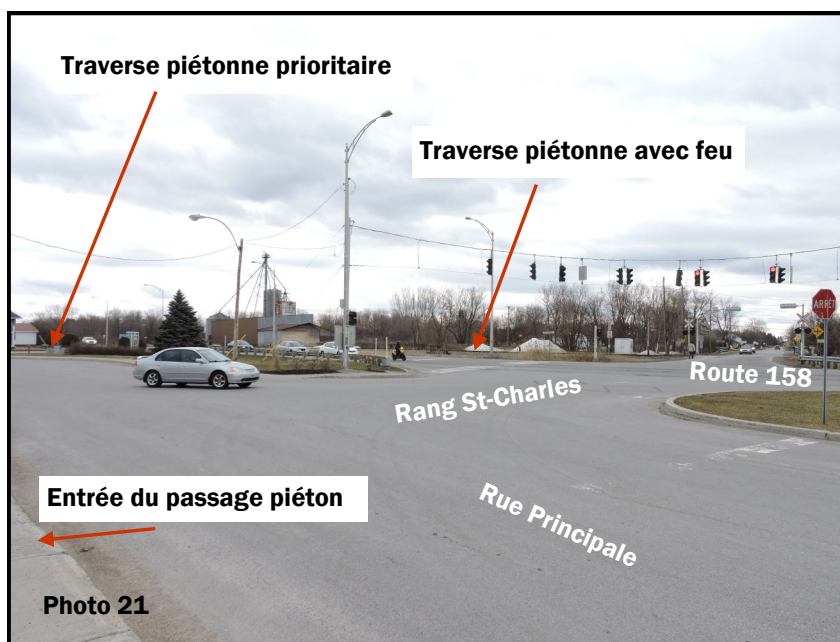 Traverse piétonne prioritaire
Traverse piétonne avec feu
ARRÊT
Route 158
Rang St-Charles
Entrée du passage piéton
Rue Principale
Photo 21